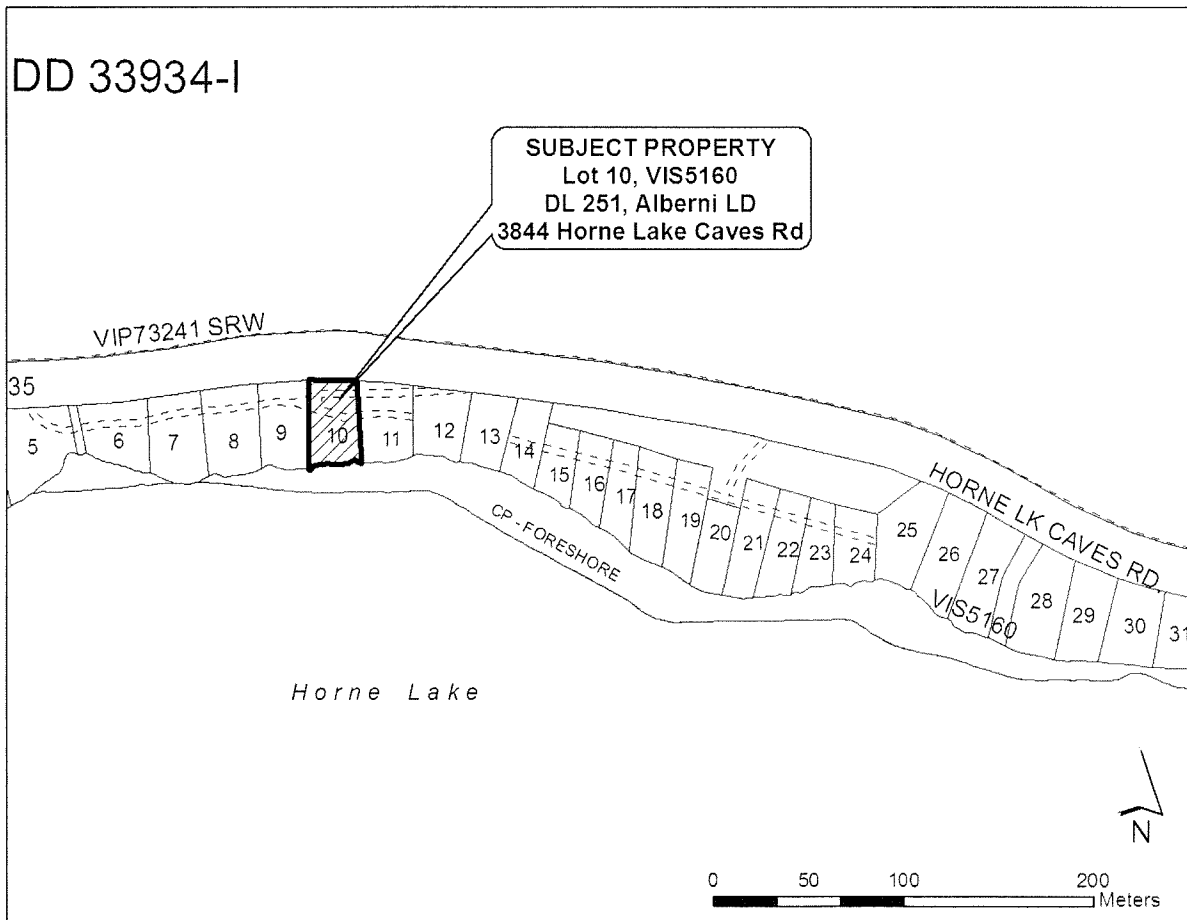 DD 33934-I
SUBJECT PROPERTY
Lot 10, VIS5160
DL 251, Alberni LD
3844 Horne Lake Caves Rd
VIP73241 SRW
35
5
6
7
8
9
10
11
12
13
14
15
16
17
18
19
20
21
22
23
24
25
26
27
28
29
30
31
HORNE LK CAVES RD
VIS5160
CP - FORESHORE
Horne Lake
N
0 50 100 200
Meters